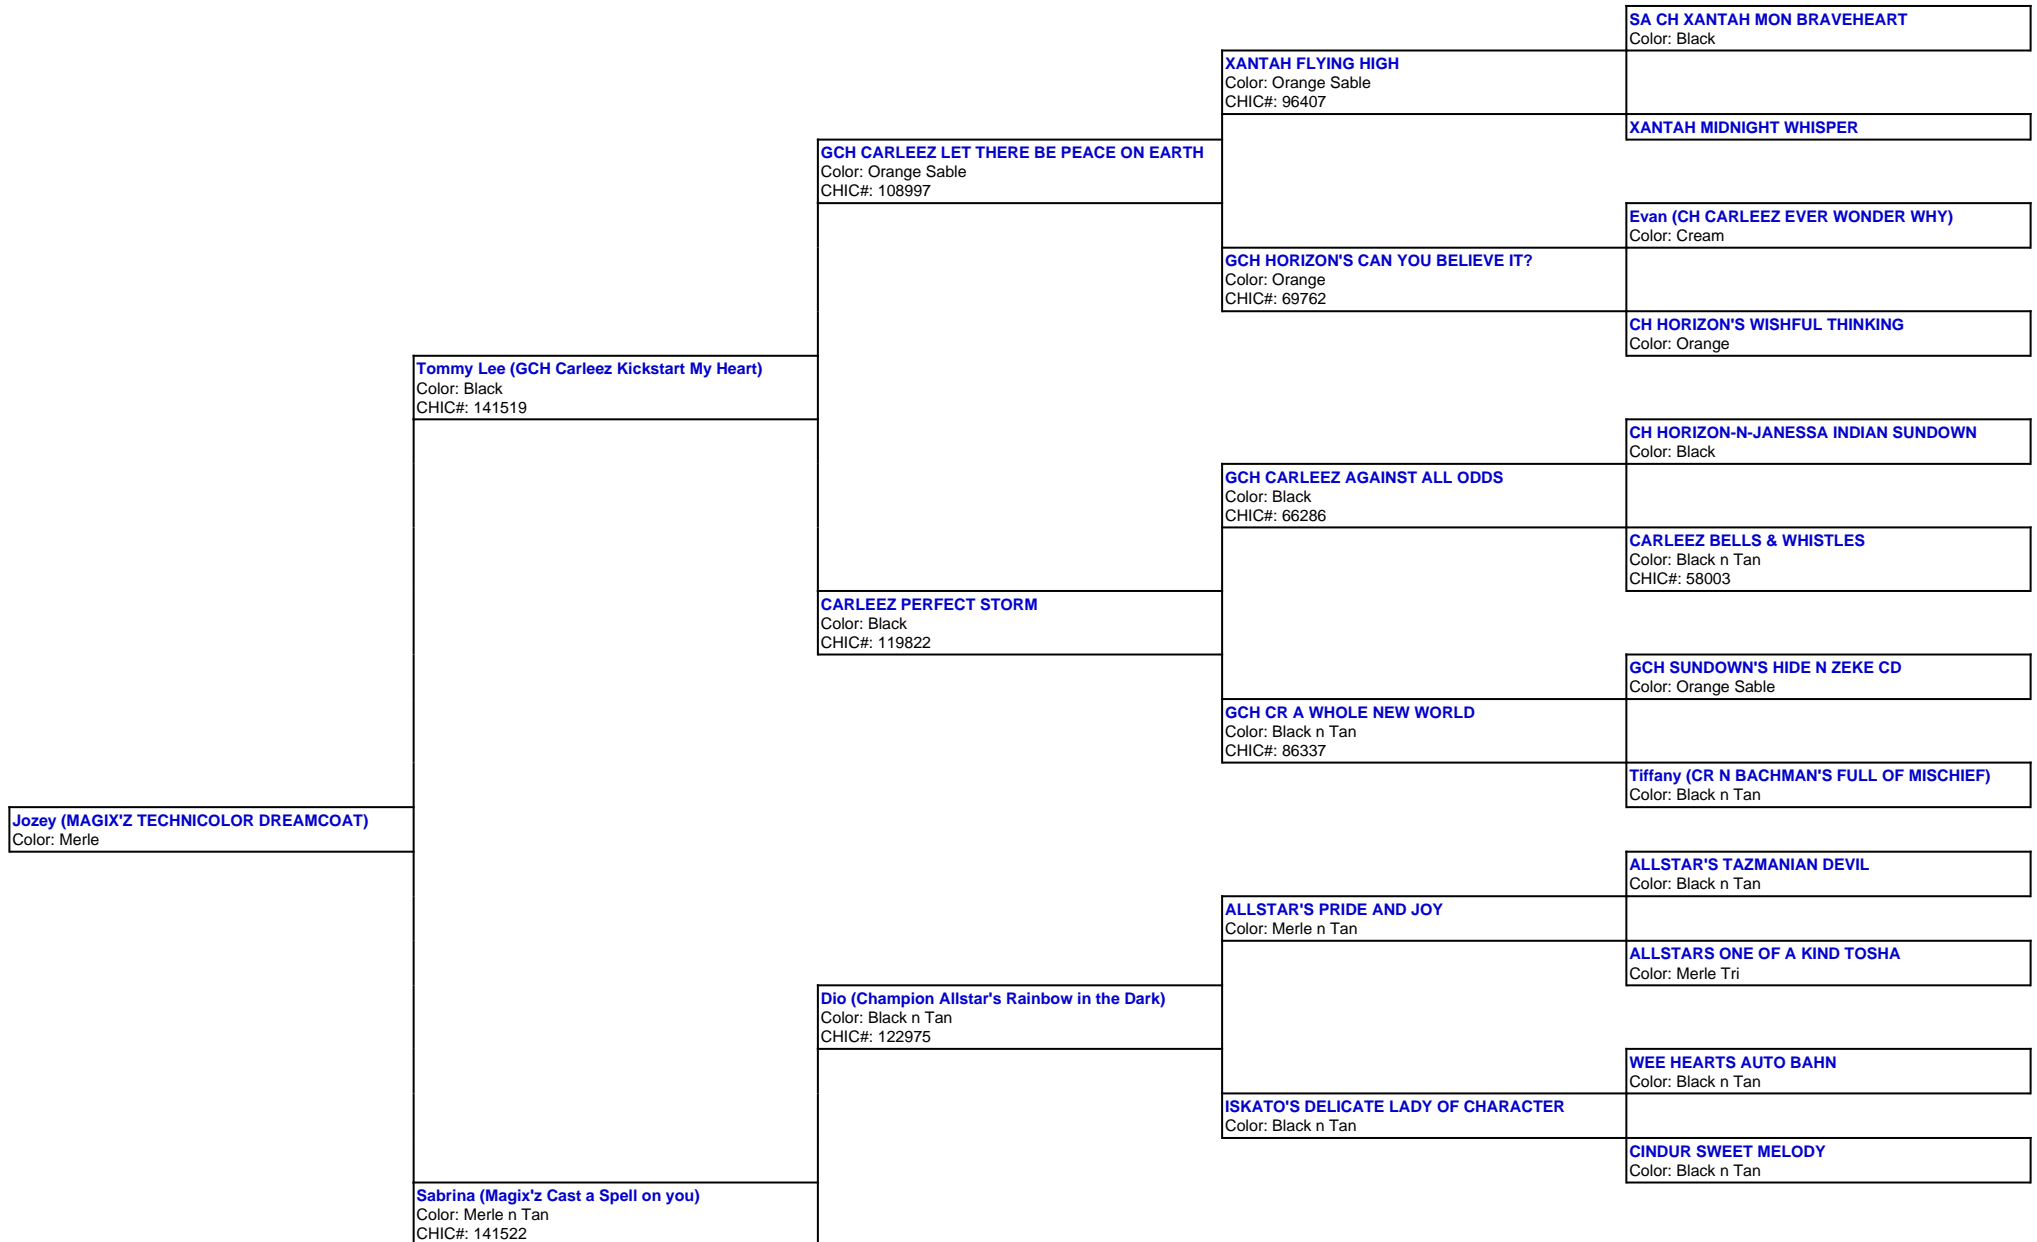 SA CH XANTAH MON BRAVEHEART
Color: Black
XANTAH FLYING HIGH
Color: Orange Sable
CHIC#: 96407
XANTAH MIDNIGHT WHISPER
GCH CARLEEZ LET THERE BE PEACE ON EARTH
Color: Orange Sable
CHIC#: 108997
Evan (CH CARLEEZ EVER WONDER WHY)
Color: Cream
GCH HORIZON'S CAN YOU BELIEVE IT?
Color: Orange
CHIC#: 69762
CH HORIZON'S WISHFUL THINKING
Color: Orange
Tommy Lee (GCH Carleez Kickstart My Heart)
Color: Black
CHIC#: 141519
CH HORIZON-N-JANESSA INDIAN SUNDOWN
Color: Black
GCH CARLEEZ AGAINST ALL ODDS
Color: Black
CHIC#: 66286
CARLEEZ BELLS & WHISTLES
Color: Black n Tan
CHIC#: 58003
CARLEEZ PERFECT STORM
Color: Black
CHIC#: 119822
GCH SUNDOWN'S HIDE N ZEKE CD
Color: Orange Sable
GCH CR A WHOLE NEW WORLD
Color: Black n Tan
CHIC#: 86337
Tiffany (CR N BACHMAN'S FULL OF MISCHIEF)
Color: Black n Tan
Jozey (MAGIX'Z TECHNICOLOR DREAMCOAT)
Color: Merle
ALLSTAR'S TAZMANIAN DEVIL
Color: Black n Tan
ALLSTAR'S PRIDE AND JOY
Color: Merle n Tan
ALLSTARS ONE OF A KIND TOSHA
Color: Merle Tri
Dio (Champion Allstar's Rainbow in the Dark)
Color: Black n Tan
CHIC#: 122975
WEE HEARTS AUTO BAHN
Color: Black n Tan
ISKATO'S DELICATE LADY OF CHARACTER
Color: Black n Tan
CINDUR SWEET MELODY
Color: Black n Tan
Sabrina (Magix'z Cast a Spell on you)
Color: Merle n Tan
CHIC#: 141522